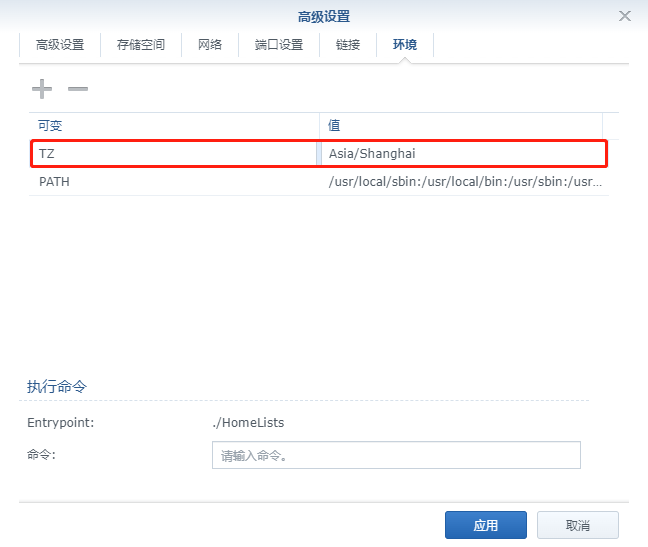 高级设置
高级设置 存储空间 网络 端口设置 链接 环境
可变 值
TZ Asia/Shanghai
PATH /usr/local/sbin:/usr/local/bin:/usr/sbin:/usr...
执行命令
Entrypoint: ./HomeLists
命令: 请输入命令。
应用 取消